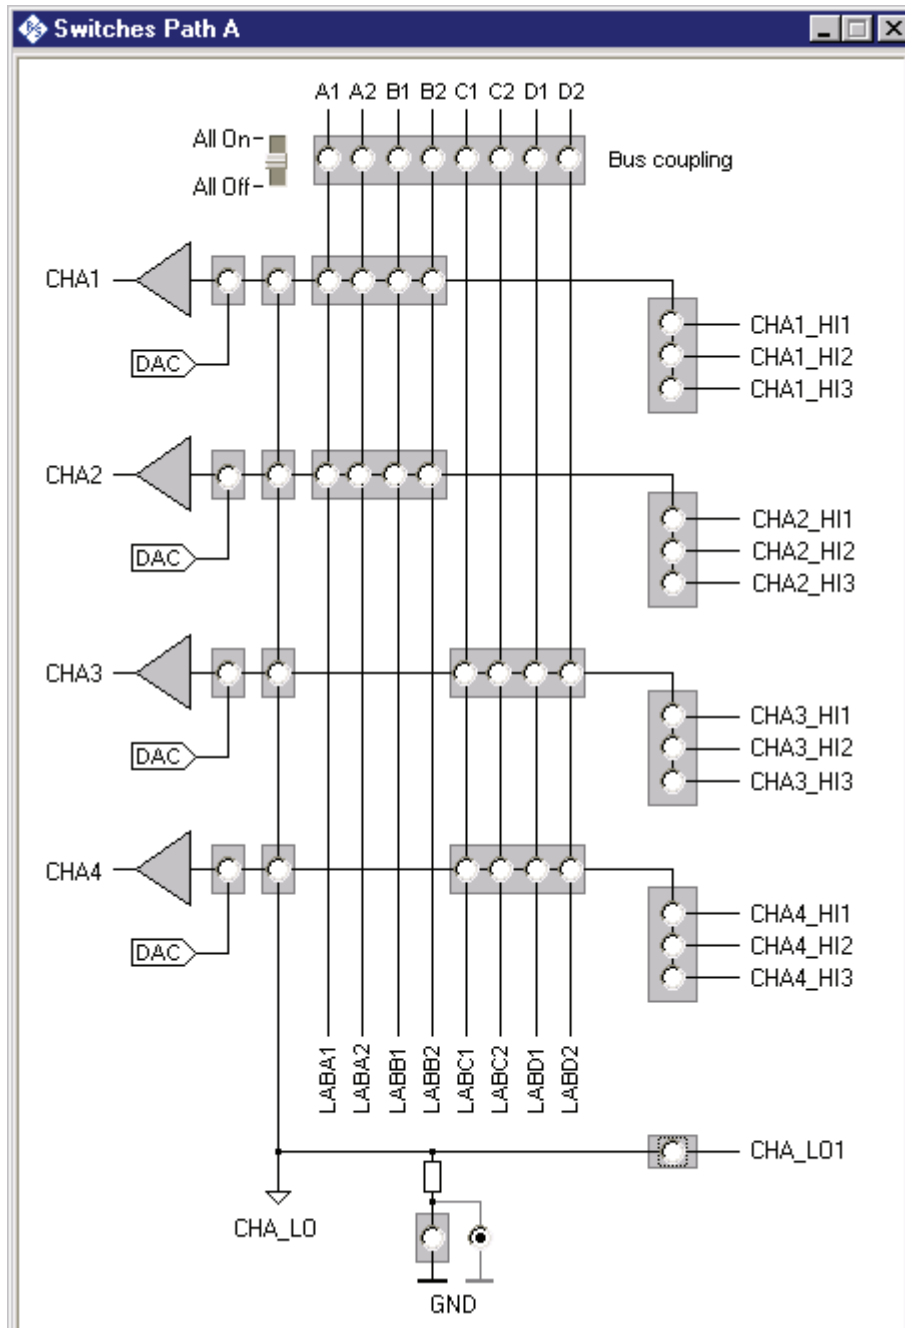 Switches Path A
A1 A2 B1 B2 C1 C2 D1 D2
All On
All Off
Bus coupling
CHA1
DAC
CHA1_HI1
CHA1_HI2
CHA1_HI3
CHA2
DAC
CHA2_HI1
CHA2_HI2
CHA2_HI3
CHA3
DAC
CHA3_HI1
CHA3_HI2
CHA3_HI3
CHA4
DAC
CHA4_HI1
CHA4_HI2
CHA4_HI3
LABA1
LABA2
LABB1
LABB2
LABC1
LABC2
LABD1
LABD2
CHA_LO1
CHA_LO
GND